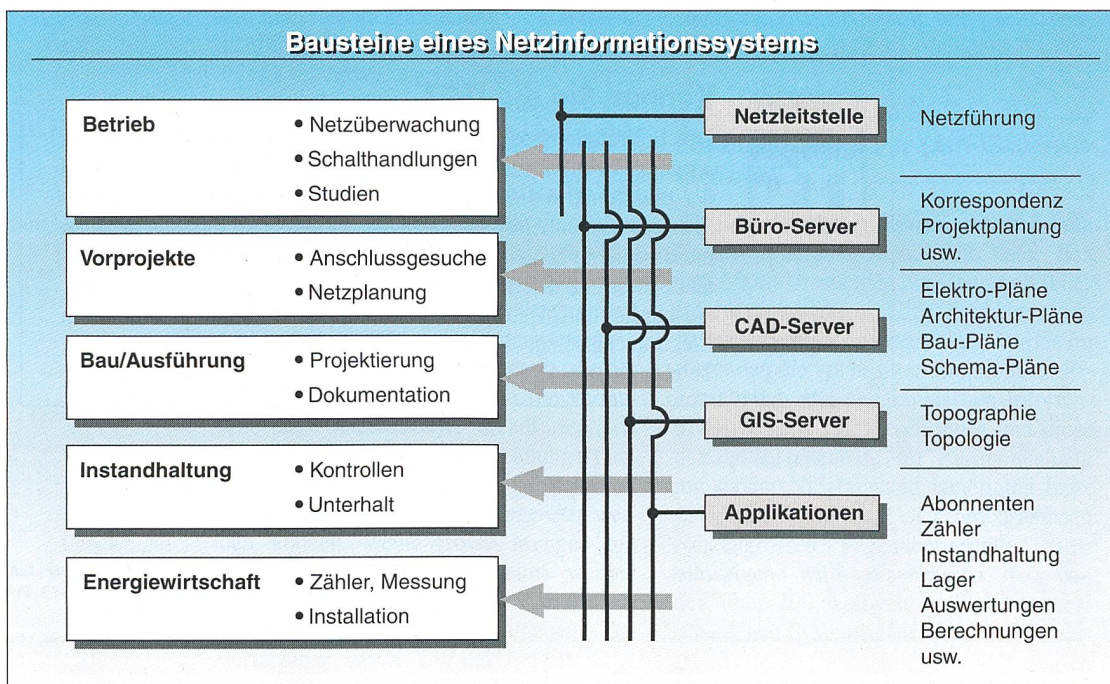 Bausteine eines Netzinformationssystems
Betrieb
• Netzüberwachung
• Schalthandlungen
• Studien
Vorprojekte
• Anschlussgesuche
• Netzplanung
Bau/Ausführung
• Projektierung
• Dokumentation
Instandhaltung
• Kontrollen
• Unterhalt
Energiewirtschaft
• Zähler, Messung
• Installation
Netzleitstelle
Netzführung
Büro-Server
Korrespondenz
Projektplanung
usw.
CAD-Server
Elektro-Pläne
Architektur-Pläne
Bau-Pläne
Schema-Pläne
GIS-Server
Topographie
Topologie
Applikationen
Abonnenten
Zähler
Instandhaltung
Lager
Auswertungen
Berechnungen
usw.